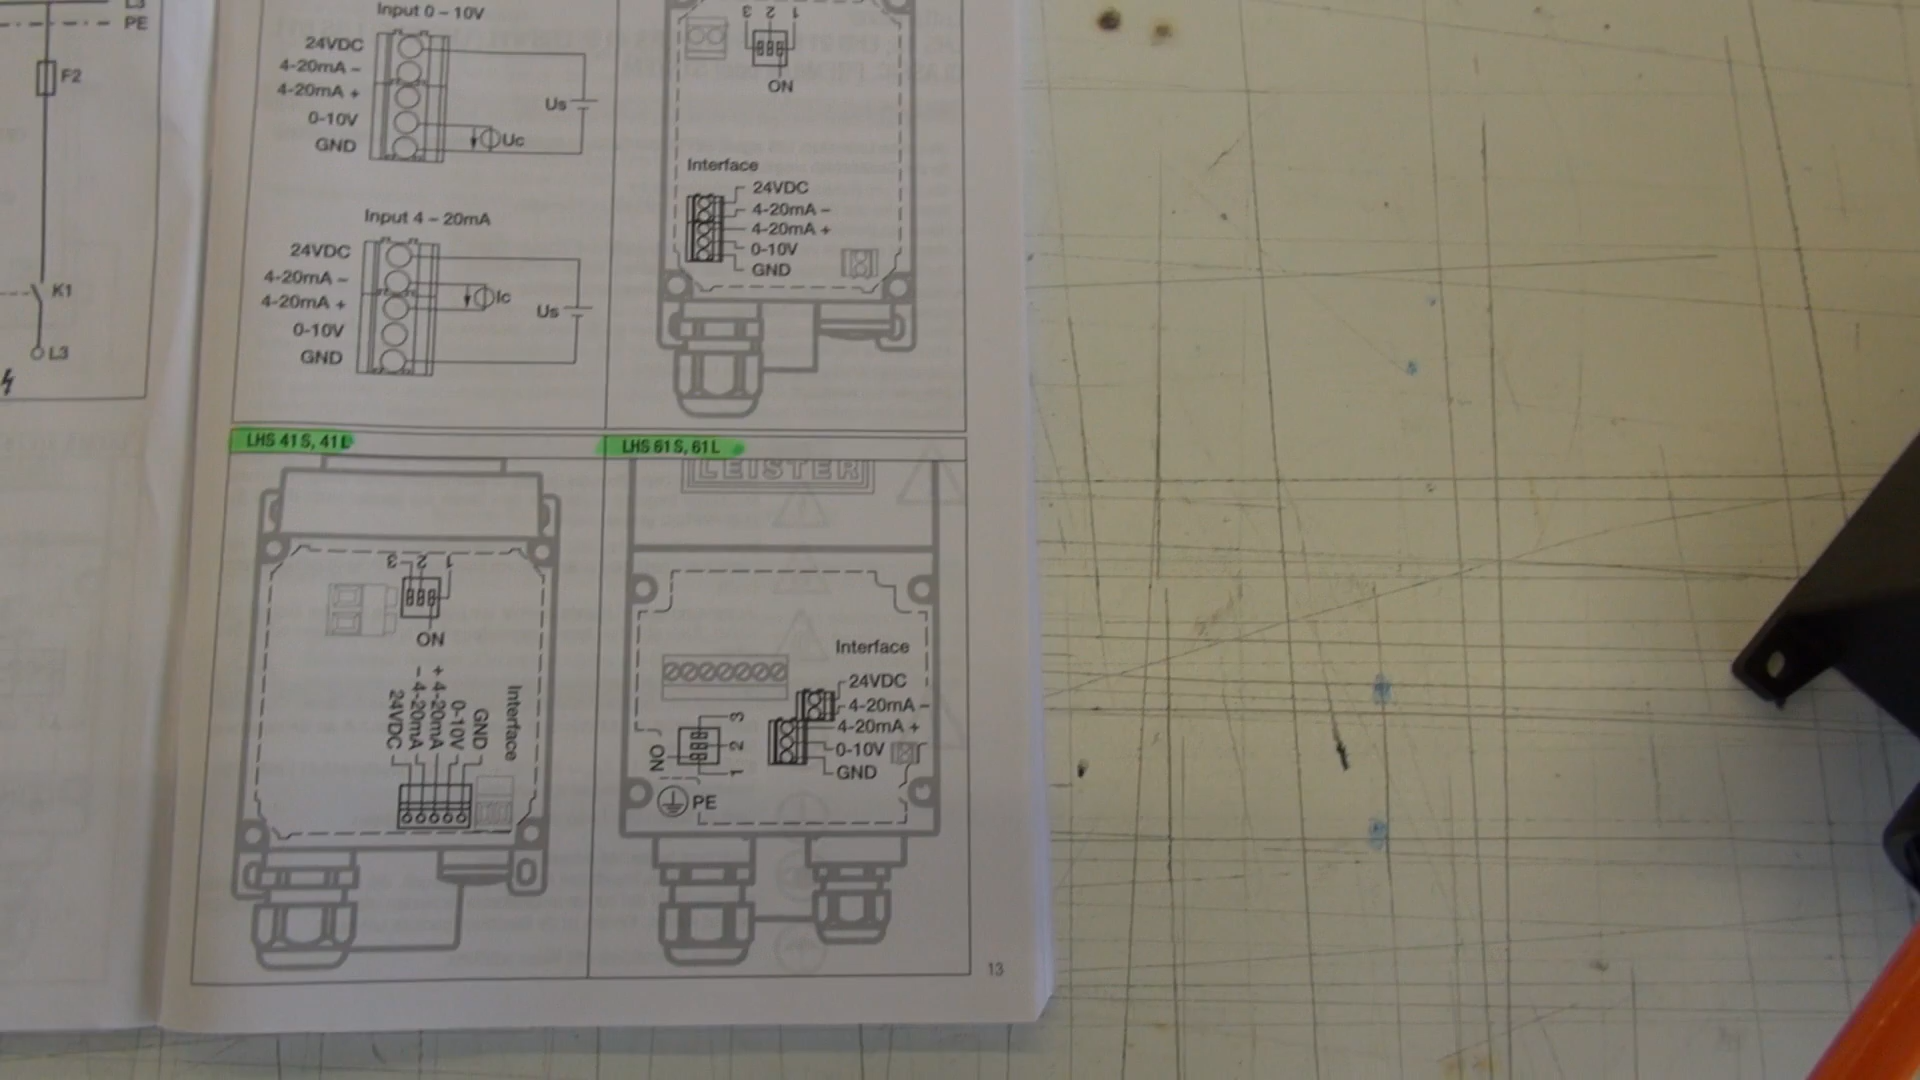 L3
PE
F2
K1
L3
Input 0 – 10V
24VDC
4-20mA –
4-20mA +
0-10V
GND
Us
Uc
Input 4 – 20mA
24VDC
4-20mA –
4-20mA +
0-10V
GND
Ic
Us
3 2 1
ON
Interface
24VDC
4-20mA –
4-20mA +
0-10V
GND
LHS 41 S, 41 L
3 2 1
ON
Interface
GND
0-10V
+ 4-20mA
– 4-20mA
24VDC
LHS 61 S, 61 L
LEISTER
Interface
24VDC
4-20mA –
4-20mA +
0-10V
GND
3
2
1
ON
PE
13